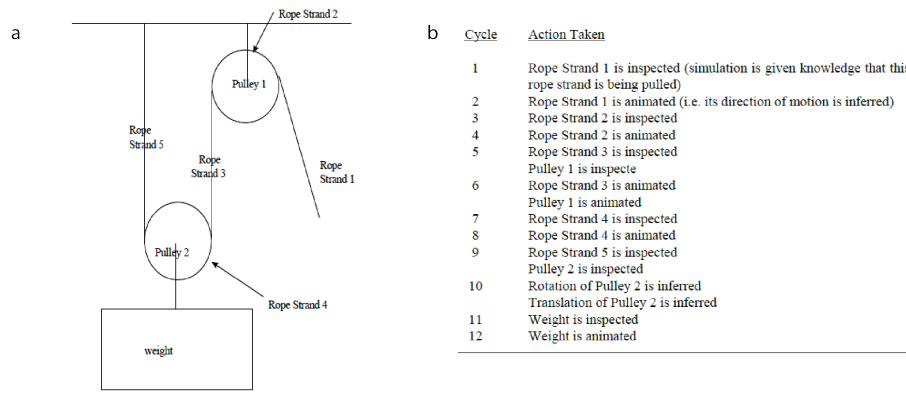 a
Rope Strand 2
Pulley 1
Rope
Strand 5
Rope
Strand 3
Rope
Strand 1
Pulley 2
Rope Strand 4
weight
b
Cycle Action Taken
1 Rope Strand 1 is inspected (simulation is given knowledge that this
rope strand is being pulled)
2 Rope Strand 1 is animated (i.e. its direction of motion is inferred)
3 Rope Strand 2 is inspected
4 Rope Strand 2 is animated
5 Rope Strand 3 is inspected
Pulley 1 is inspecte
6 Rope Strand 3 is animated
Pulley 1 is animated
7 Rope Strand 4 is inspected
8 Rope Strand 4 is animated
9 Rope Strand 5 is inspected
Pulley 2 is inspected
10 Rotation of Pulley 2 is inferred
Translation of Pulley 2 is inferred
11 Weight is inspected
12 Weight is animated